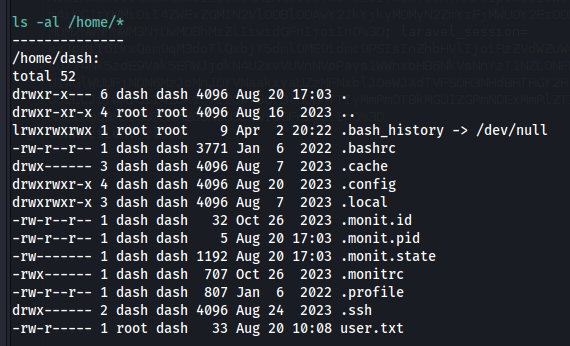 ls -al /home/*
--------------
/home/dash:
total 52
drwxr-x--- 6 dash dash 4096 Aug 20 17:03 .
drwxr-xr-x 4 root root 4096 Aug 16  2023 ..
lrwxrwxrwx 1 root root    9 Apr  2 20:22 .bash_history -> /dev/null
-rw-r--r-- 1 dash dash 3771 Jan  6  2022 .bashrc
drwx------ 3 dash dash 4096 Aug  7  2023 .cache
drwxrwxr-x 4 dash dash 4096 Aug 20  2023 .config
drwxrwxr-x 3 dash dash 4096 Aug  7  2023 .local
-rw-r--r-- 1 dash dash   32 Oct 26  2023 .monit.id
-rw-r--r-- 1 dash dash    5 Aug 20 17:03 .monit.pid
-rw------- 1 dash dash 1192 Aug 20 17:03 .monit.state
-rwx------ 1 dash dash  707 Oct 26  2023 .monitrc
-rw-r--r-- 1 dash dash  807 Jan  6  2022 .profile
drwx------ 2 dash dash 4096 Aug 24  2023 .ssh
-rw-r----- 1 root dash   33 Aug 20 10:08 user.txt